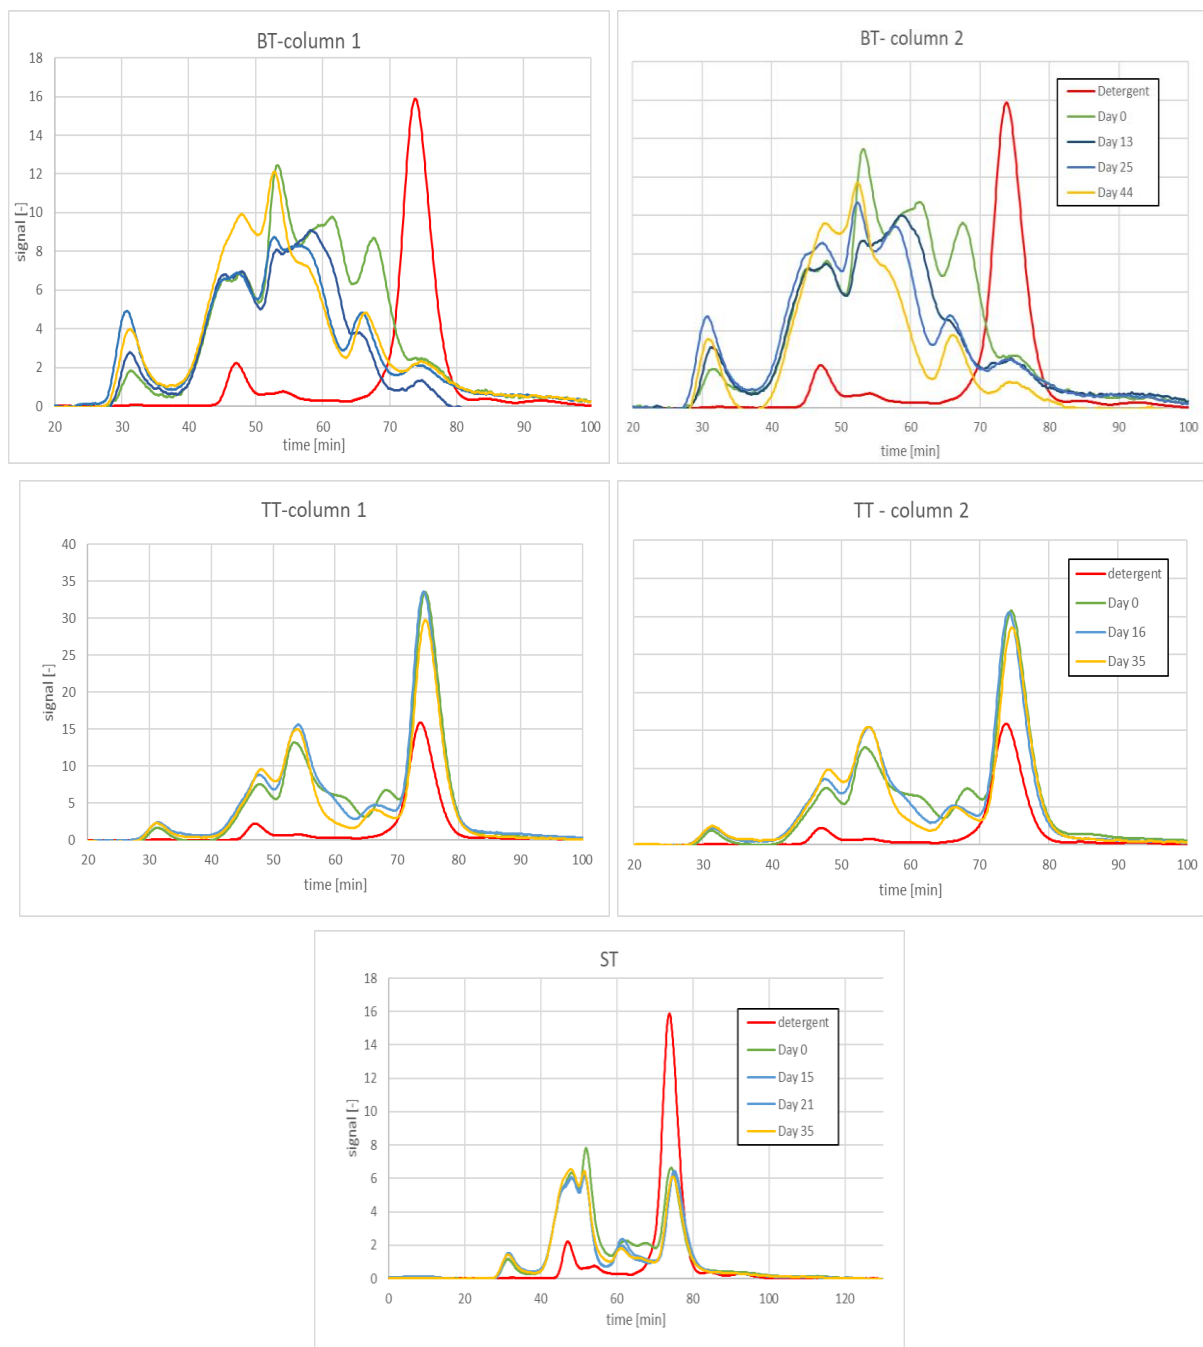 BT-column 1
18
16
14
12
10
8
6
4
2
0
signal [-]
20 30 40 50 60 70 80 90 100
time [min]
BT- column 2
Detergent
Day 0
Day 13
Day 25
Day 44
20 30 40 50 60 70 80 90 100
time [min]
TT-column 1
40
35
30
25
20
15
10
5
0
signal [-]
20 30 40 50 60 70 80 90 100
time [min]
TT - column 2
detergent
Day 0
Day 16
Day 35
20 30 40 50 60 70 80 90 100
time [min]
ST
18
16
14
12
10
8
6
4
2
0
signal [-]
detergent
Day 0
Day 15
Day 21
Day 35
0 20 40 60 80 100 120
time [min]